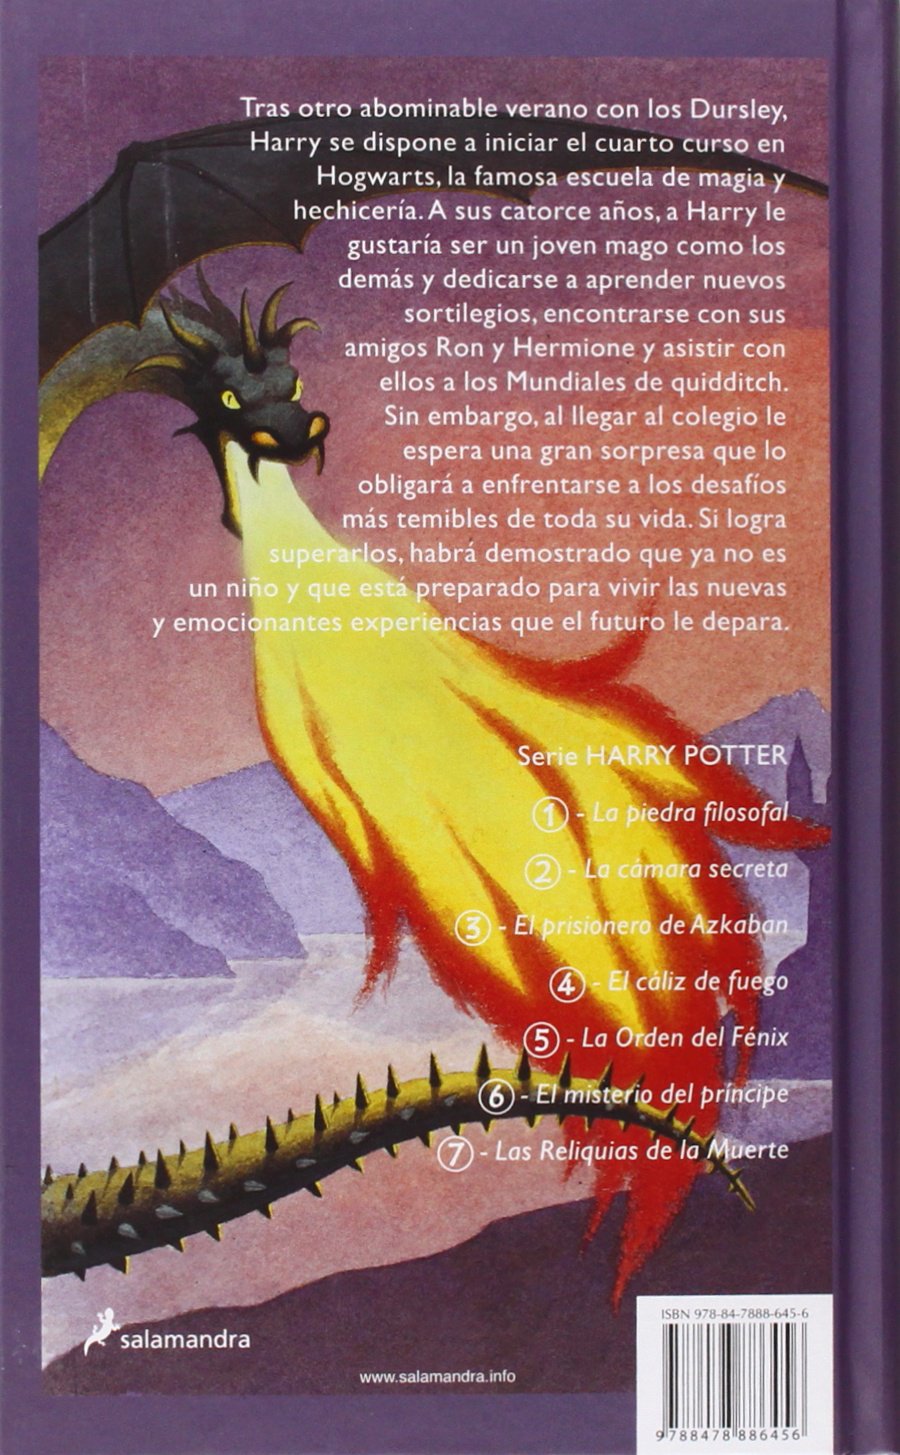 Tras otro abominable verano con los Dursley,
Harry se dispone a iniciar el cuarto curso en
Hogwarts, la famosa escuela de magia y
hechicería. A sus catorce años, a Harry le
gustaría ser un joven mago como los
demás y dedicarse a aprender nuevos
sortilegios, encontrarse con sus
amigos Ron y Hermione y asistir con
ellos a los Mundiales de quidditch.
Sin embargo, al llegar al colegio le
espera una gran sorpresa que lo
obligará a enfrentarse a los desafíos
más temibles de toda su vida. Si logra
superarlos, habrá demostrado que ya no es
un niño y que está preparado para vivir las nuevas
y emocionantes experiencias que el futuro le depara.
Serie HARRY POTTER
1 - La piedra filosofal
2 - La cámara secreta
3 - El prisionero de Azkaban
4 - El cáliz de fuego
5 - La Orden del Fénix
6 - El misterio del príncipe
7 - Las Reliquias de la Muerte
salamandra
www.salamandra.info
ISBN 978-84-7888-645-6
9788478886456